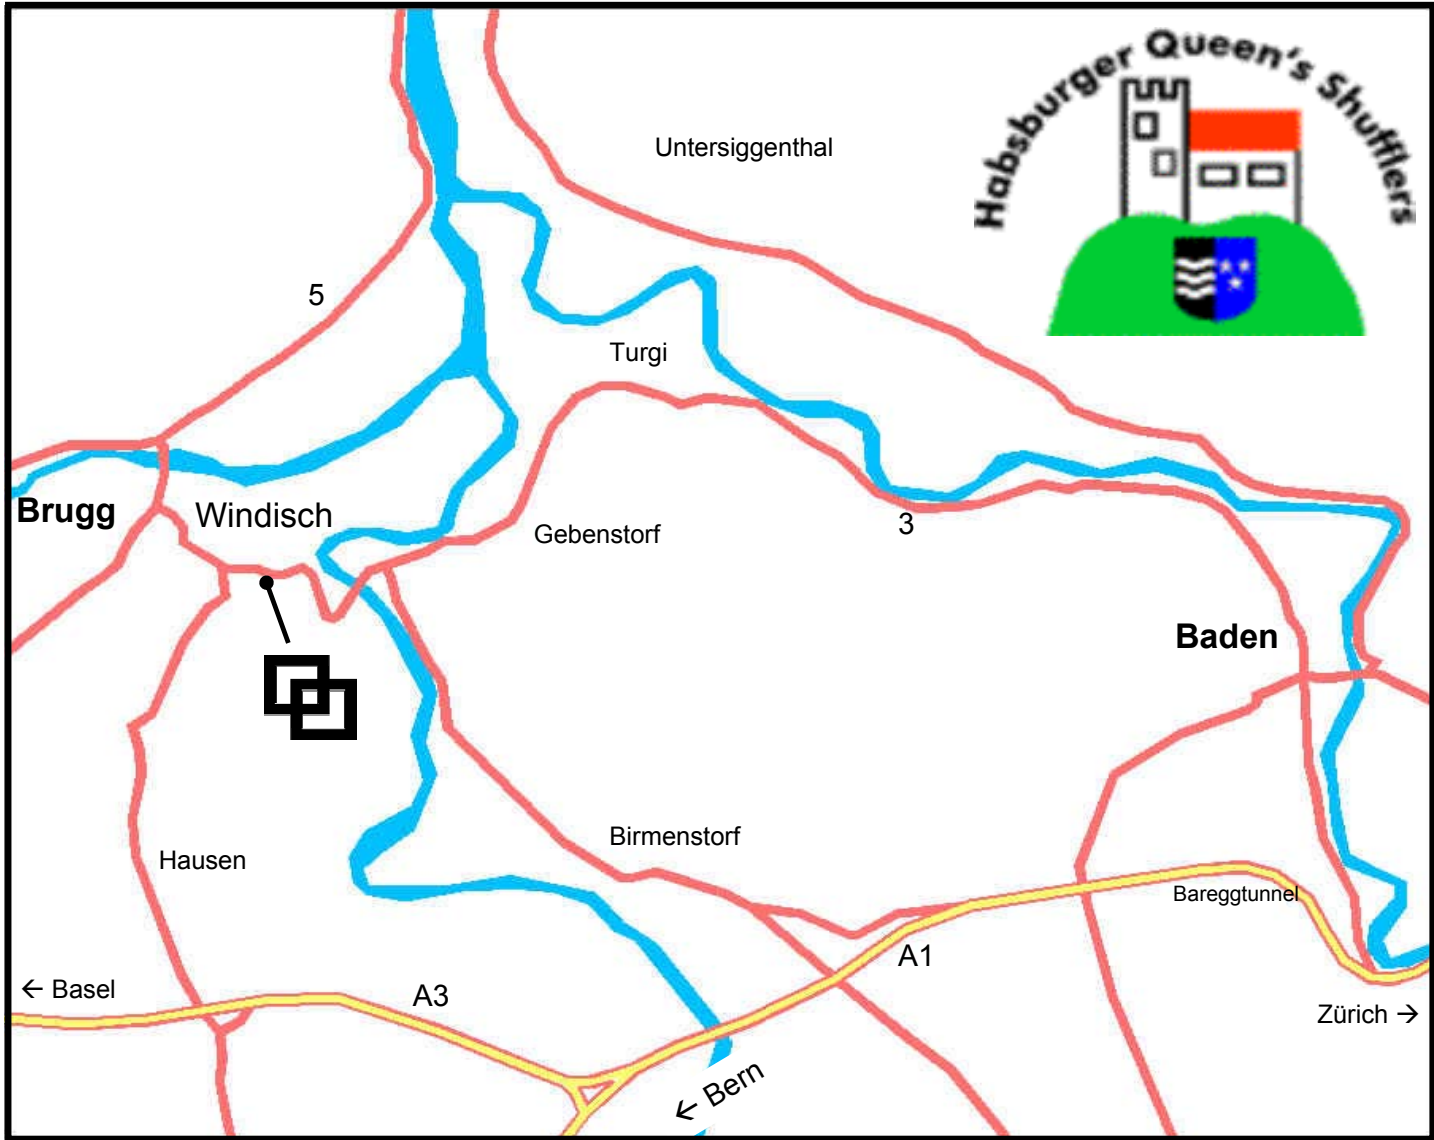 Habsburger Queen's Shufflers
Untersiggenthal
5
Turgi
Brugg
Windisch
3
Gebenstorf
Baden
Birmenstorf
Hausen
Bareggtunnel
A1
← Basel
A3
Zürich →
← Bern